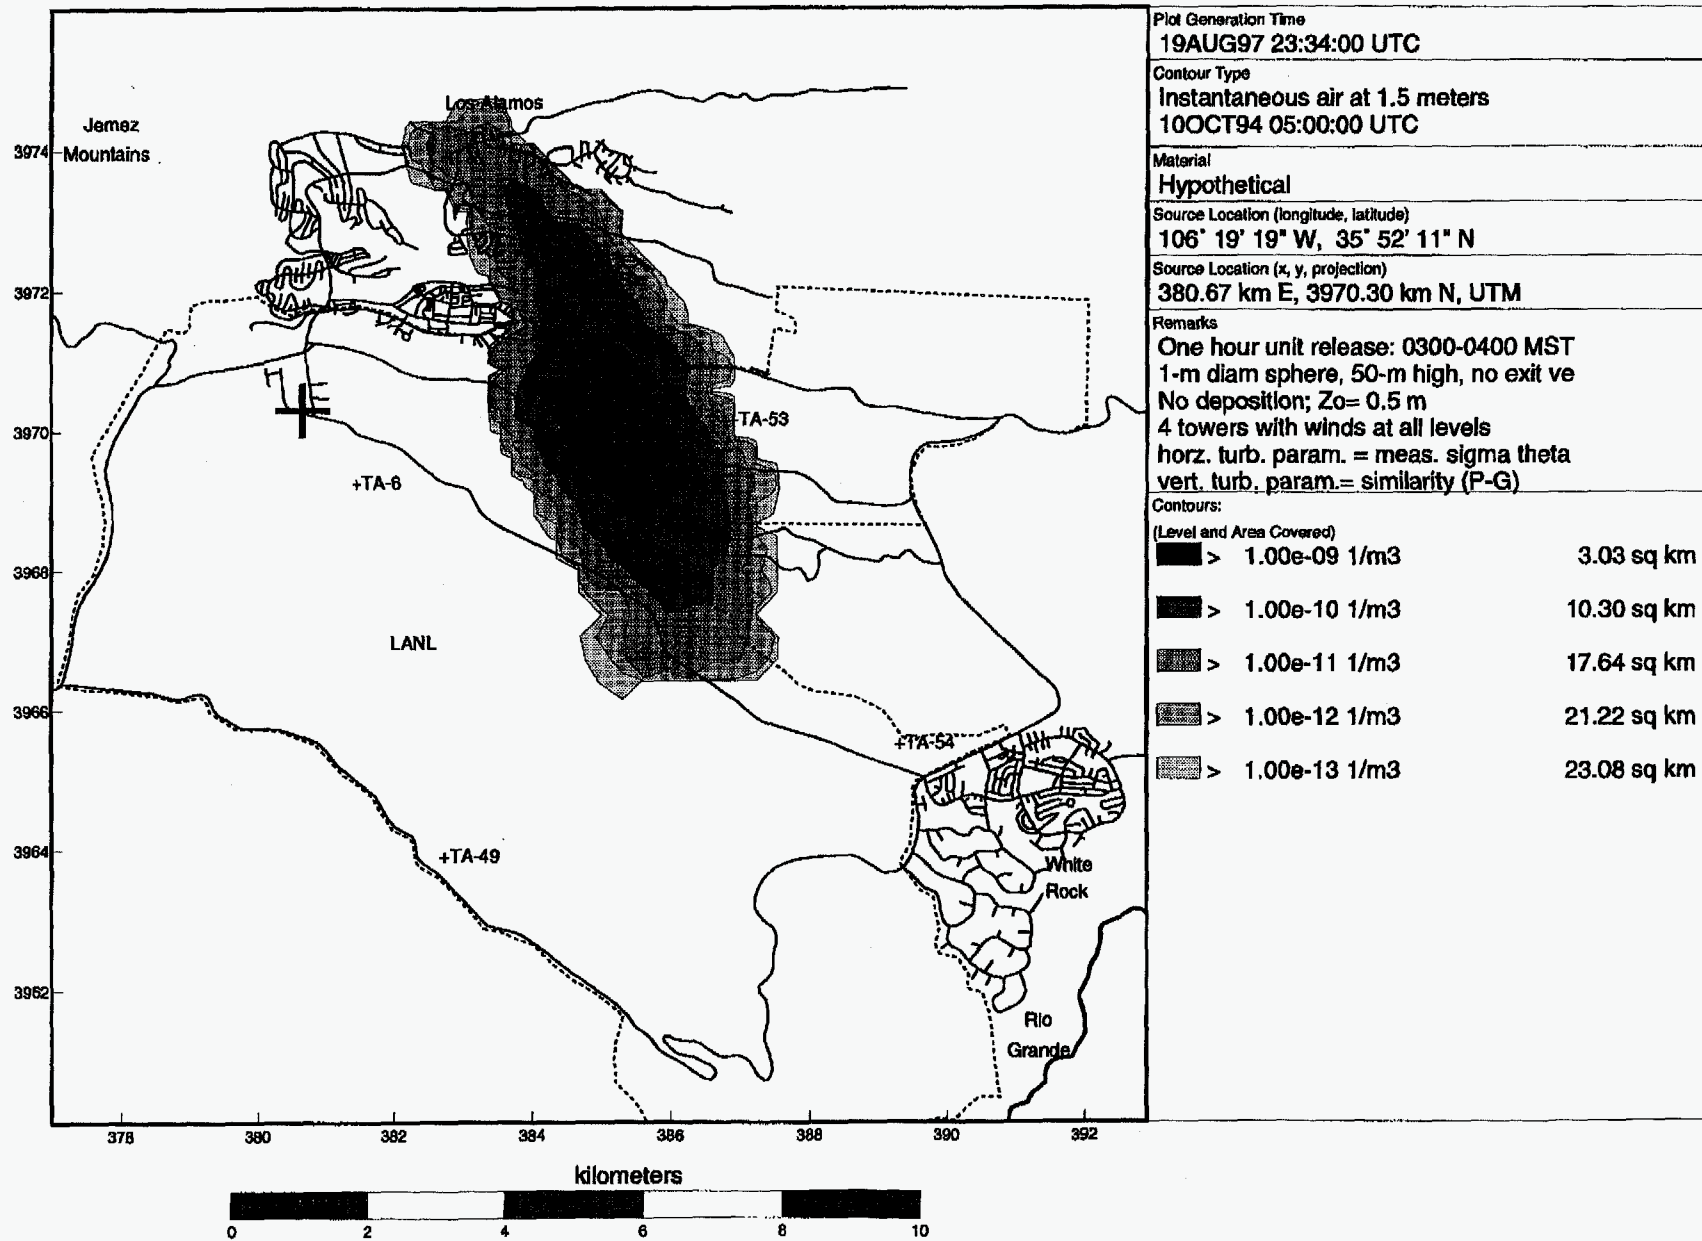 Jemez
Mountains
Los Alamos
TA-53
+TA-6
LANL
+TA-54
+TA-49
White
Rock
Rio
Grande
3974
3972
3970
3968
3966
3964
3962
378 380 382 384 386 388 390 392
kilometers
0 2 4 6 8 10
Plot Generation Time
19AUG97 23:34:00 UTC
Contour Type
Instantaneous air at 1.5 meters
10OCT94 05:00:00 UTC
Material
Hypothetical
Source Location (longitude, latitude)
106° 19' 19" W, 35° 52' 11" N
Source Location (x, y, projection)
380.67 km E, 3970.30 km N, UTM
Remarks
One hour unit release: 0300-0400 MST
1-m diam sphere, 50-m high, no exit ve
No deposition; Zo= 0.5 m
4 towers with winds at all levels
horz. turb. param. = meas. sigma theta
vert. turb. param.= similarity (P-G)
Contours:
(Level and Area Covered)
> 1.00e-09 1/m3 3.03 sq km
> 1.00e-10 1/m3 10.30 sq km
> 1.00e-11 1/m3 17.64 sq km
> 1.00e-12 1/m3 21.22 sq km
> 1.00e-13 1/m3 23.08 sq km